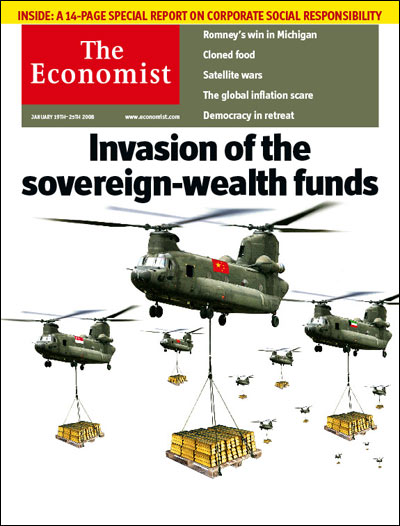 INSIDE: A 14-PAGE SPECIAL REPORT ON CORPORATE SOCIAL RESPONSIBILITY
The
Economist
JANUARY 19TH-25TH 2008
www.economist.com
Romney's win in Michigan
Cloned food
Satellite wars
The global inflation scare
Democracy in retreat
Invasion of the
sovereign-wealth funds